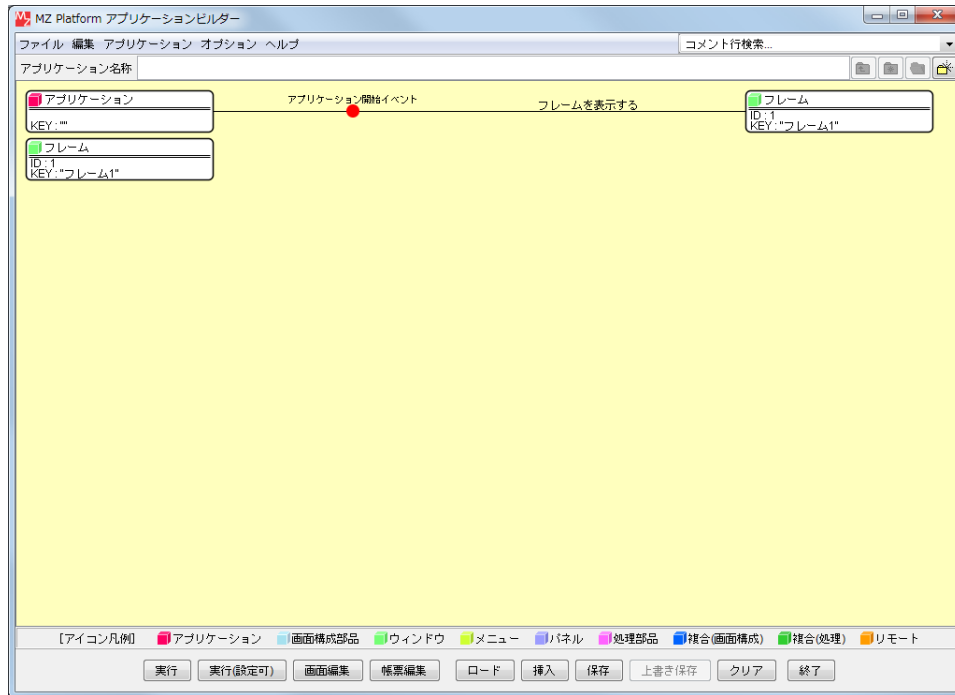 MZ Platform アプリケーションビルダー
ファイル 編集 アプリケーション オプション ヘルプ コメント行検索...
アプリケーション名称
アプリケーション アプリケーション開始イベント フレームを表示する フレーム
KEY:"" ID:1
KEY:"フレーム1"
フレーム
ID:1
KEY:"フレーム1"
[アイコン凡例] アプリケーション 画面構成部品 ウィンドウ メニュー パネル 処理部品 複合(画面構成) 複合(処理) リモート
実行 実行(設定可) 画面編集 帳票編集 ロード 挿入 保存 上書き保存 クリア 終了